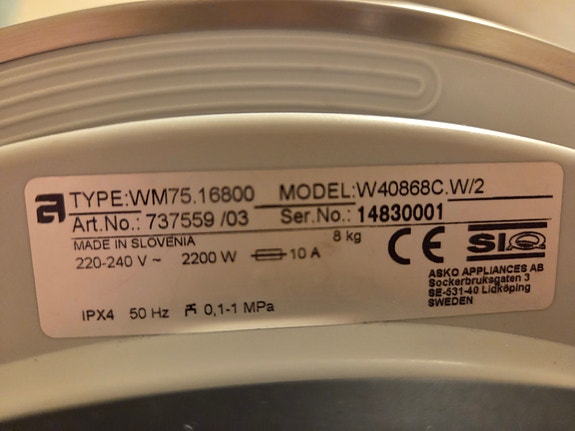 TYPE:WM75.16800 MODEL:W40868C.W/2
Art.No.: 737559 /03 Ser.No.: 14830001
MADE IN SLOVENIA 8 kg
220-240 V ~ 2200 W 10 A
CE SIQ
ASKO APPLIANCES AB
Sockerbruksgaten 3
SE-531-40 Lidköping
SWEDEN
IPX4 50 Hz 0,1-1 MPa